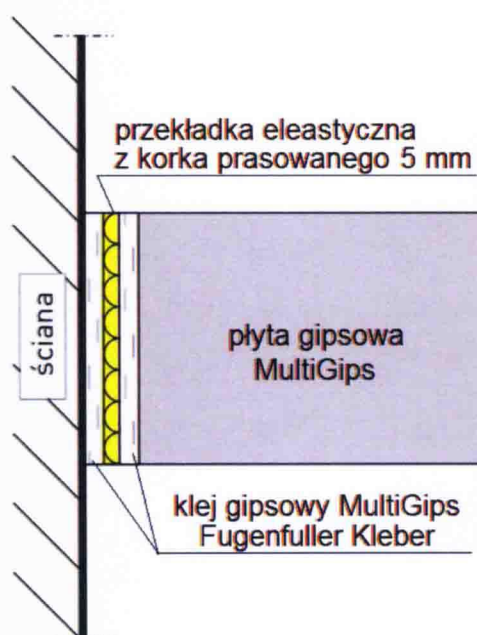 przekładka eleastyczna
z korka prasowanego 5 mm
ściana
płyta gipsowa
MultiGips
klej gipsowy MultiGips
Fugenfuller Kleber